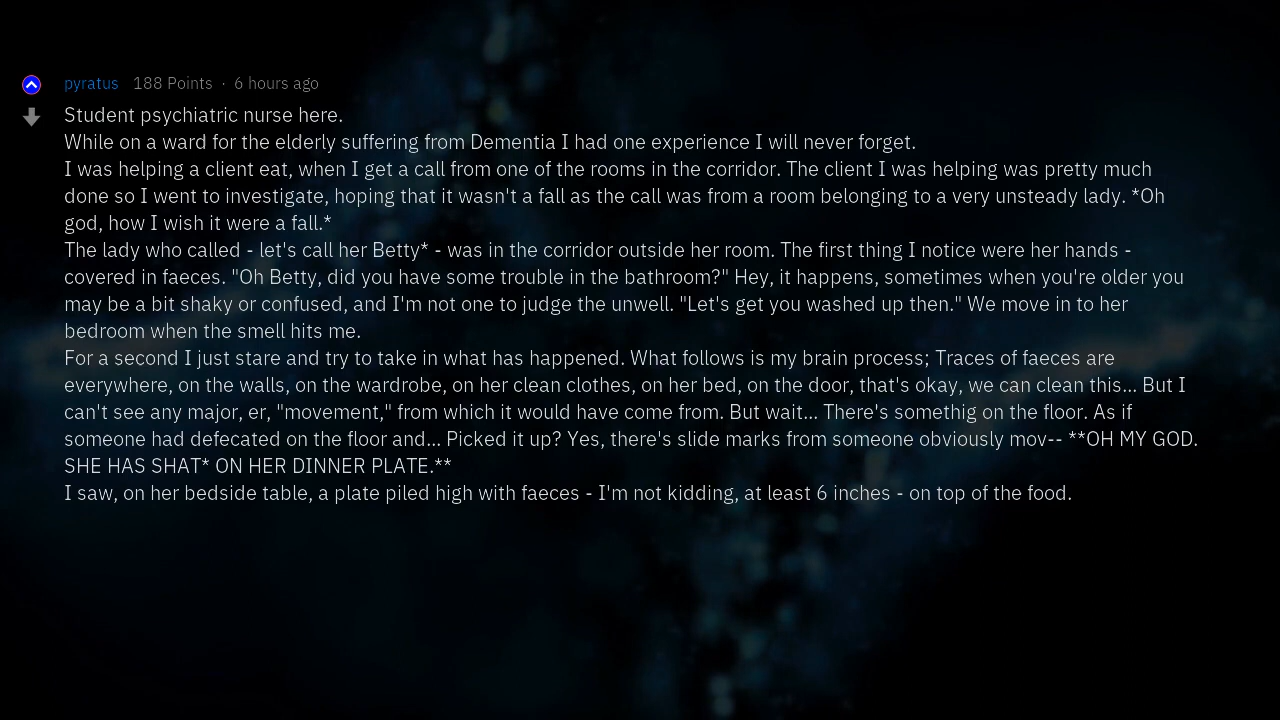 pyratus 188 Points · 6 hours ago
Student psychiatric nurse here.
While on a ward for the elderly suffering from Dementia I had one experience I will never forget.
I was helping a client eat, when I get a call from one of the rooms in the corridor. The client I was helping was pretty much
done so I went to investigate, hoping that it wasn't a fall as the call was from a room belonging to a very unsteady lady. *Oh
god, how I wish it were a fall.*
The lady who called - let's call her Betty* - was in the corridor outside her room. The first thing I notice were her hands -
covered in faeces. "Oh Betty, did you have some trouble in the bathroom?" Hey, it happens, sometimes when you're older you
may be a bit shaky or confused, and I'm not one to judge the unwell. "Let's get you washed up then." We move in to her
bedroom when the smell hits me.
For a second I just stare and try to take in what has happened. What follows is my brain process; Traces of faeces are
everywhere, on the walls, on the wardrobe, on her clean clothes, on her bed, on the door, that's okay, we can clean this... But I
can't see any major, er, "movement," from which it would have come from. But wait... There's somethig on the floor. As if
someone had defecated on the floor and... Picked it up? Yes, there's slide marks from someone obviously mov-- **OH MY GOD.
SHE HAS SHAT* ON HER DINNER PLATE.**
I saw, on her bedside table, a plate piled high with faeces - I'm not kidding, at least 6 inches - on top of the food.